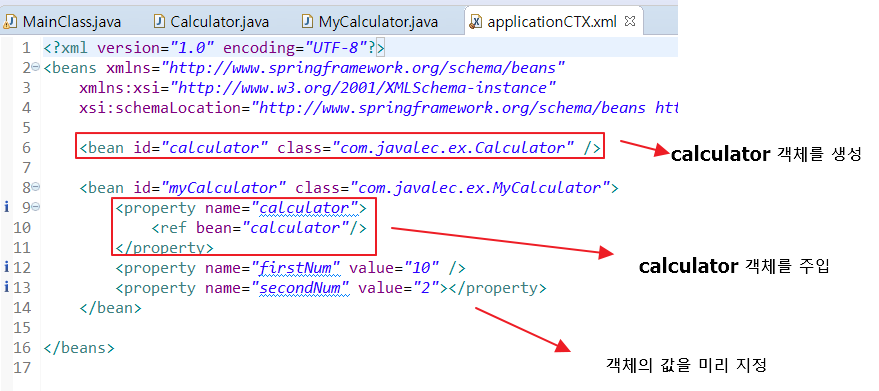 MainClass.java
Calculator.java
MyCalculator.java
applicationCTX.xml
1 <?xml version="1.0" encoding="UTF-8"?>
2 <beans xmlns="http://www.springframework.org/schema/beans"
3 xmlns:xsi="http://www.w3.org/2001/XMLSchema-instance"
4 xsi:schemaLocation="http://www.springframework.org/schema/beans htt
5
6 <bean id="calculator" class="com.javalec.ex.Calculator" />
calculator 객체를 생성
7
8 <bean id="myCalculator" class="com.javalec.ex.MyCalculator">
9 <property name="calculator">
10 <ref bean="calculator"/>
11 </property>
calculator 객체를 주입
12 <property name="firstNum" value="10" />
13 <property name="secondNum" value="2"></property>
14 </bean>
15
16 </beans>
객체의 값을 미리 지정
17